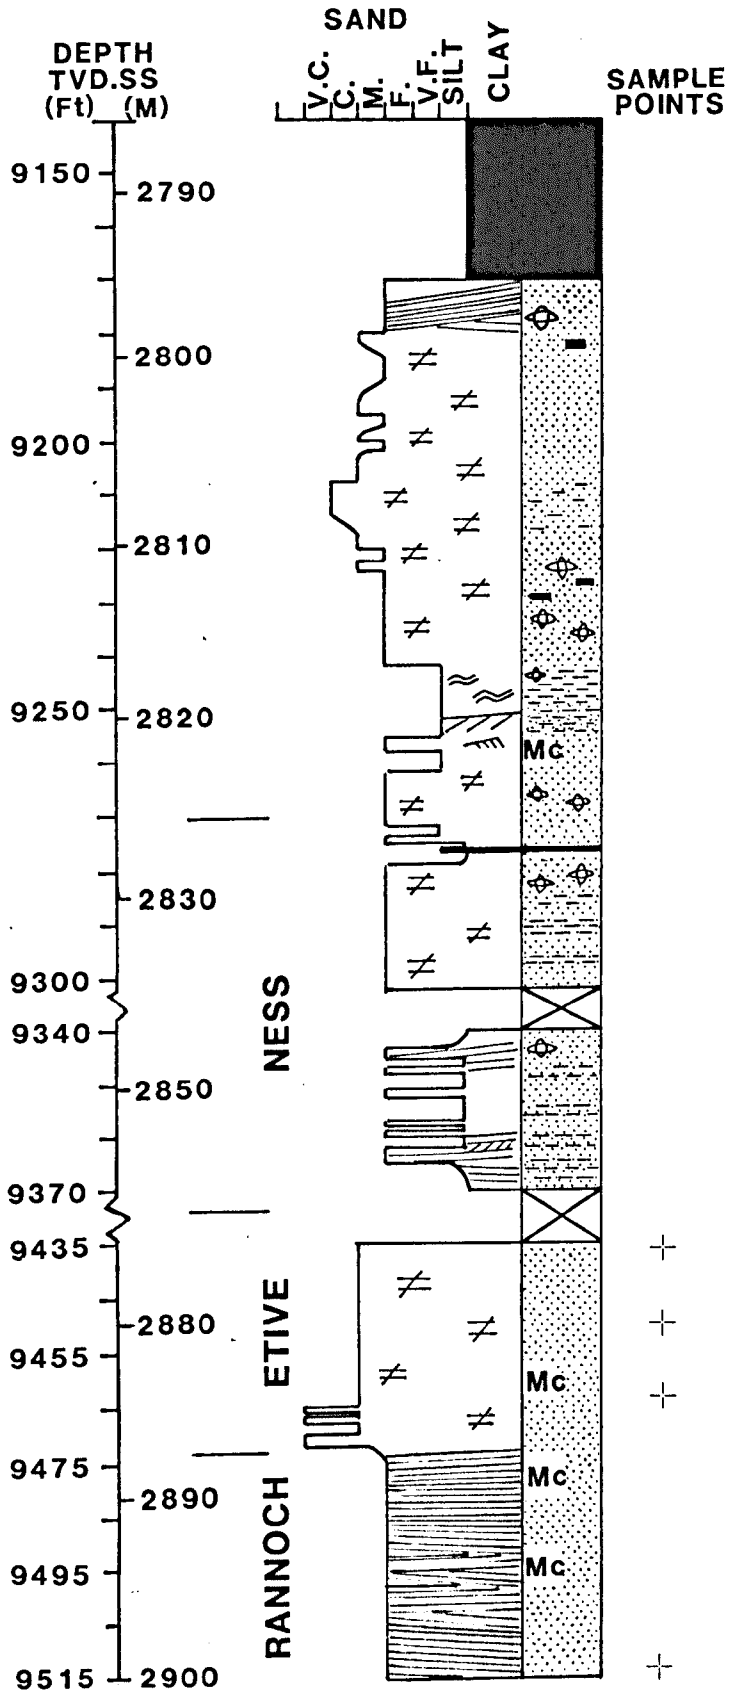 SAND
DEPTH
TVD.SS
(Ft) (M)
V.C.
C.
M.
F.
V.F.
SILT
CLAY
SAMPLE
POINTS
9150
2790
2800
9200
2810
9250
2820
Mc
2830
9300
NESS
9340
2850
9370
9435
ETIVE
2880
9455
Mc
9475
Mc
2890
RANNOCH
9495
Mc
9515
2900